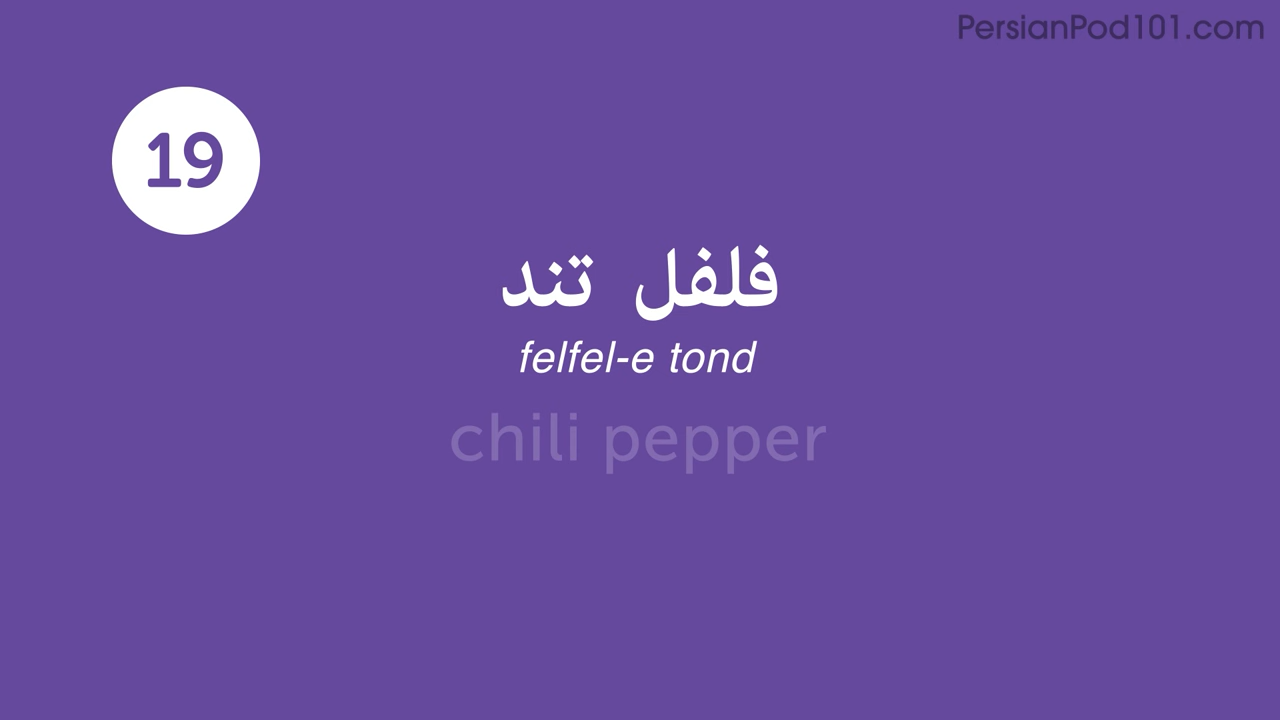 PersianPod101.com
19
فلفل تند
felfel-e tond
chili pepper